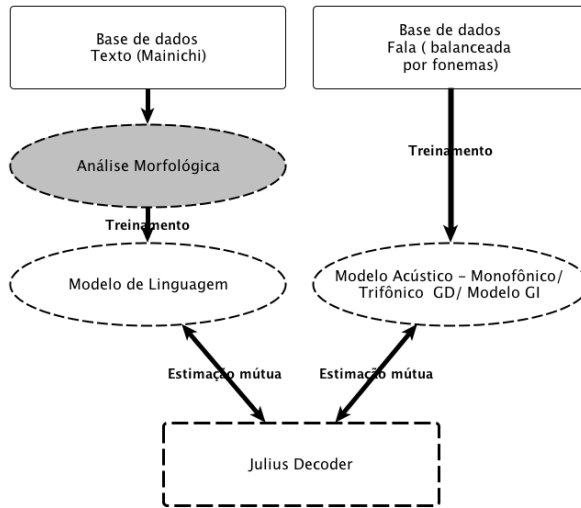 Base de dados
Texto (Mainichi)
Base de dados
Fala ( balanceada
por fonemas)
Análise Morfológica
Treinamento
Treinamento
Modelo de Linguagem
Modelo Acústico - Monofônico/
Trifônico GD/ Modelo GI
Estimação mútua
Estimação mútua
Julius Decoder